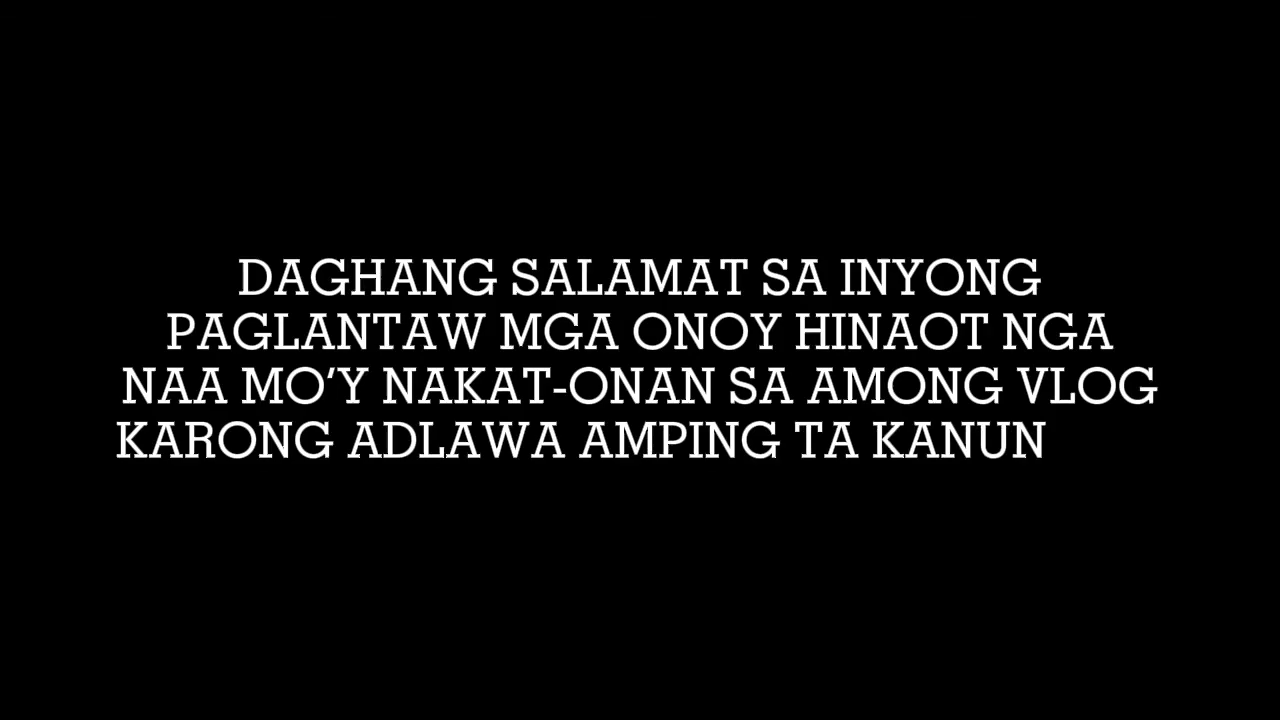 DAGHANG SALAMAT SA INYONG
PAGLANTAW MGA ONOY HINAOT NGA
NAA MO’Y NAKAT-ONAN SA AMONG VLOG
KARONG ADLAWA AMPING TA KANUN